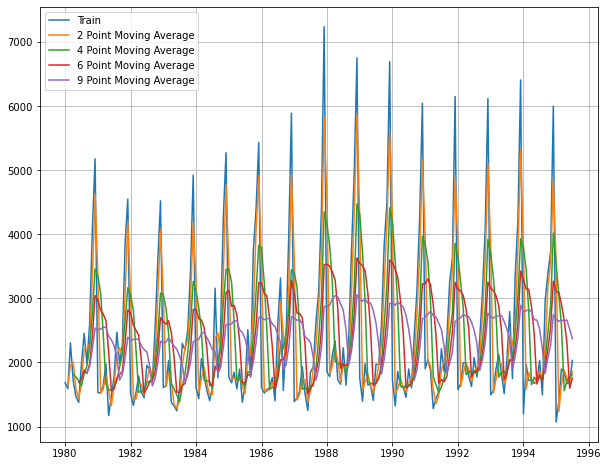 Train
2 Point Moving Average
4 Point Moving Average
6 Point Moving Average
9 Point Moving Average
7000
6000
5000
4000
3000
2000
1000
1980 1982 1984 1986 1988 1990 1992 1994 1996